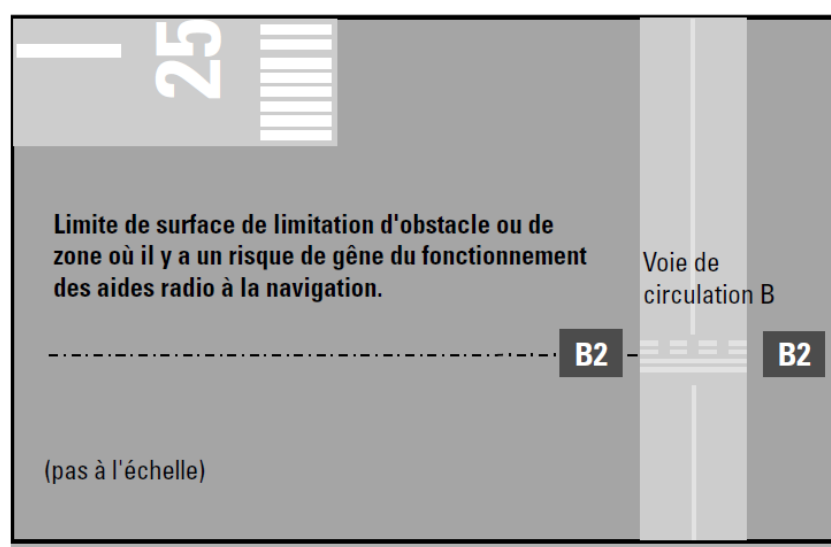 25
Limite de surface de limitation d'obstacle ou de
zone où il y a un risque de gêne du fonctionnement
des aides radio à la navigation.
Voie de
circulation B
B2
B2
(pas à l'échelle)